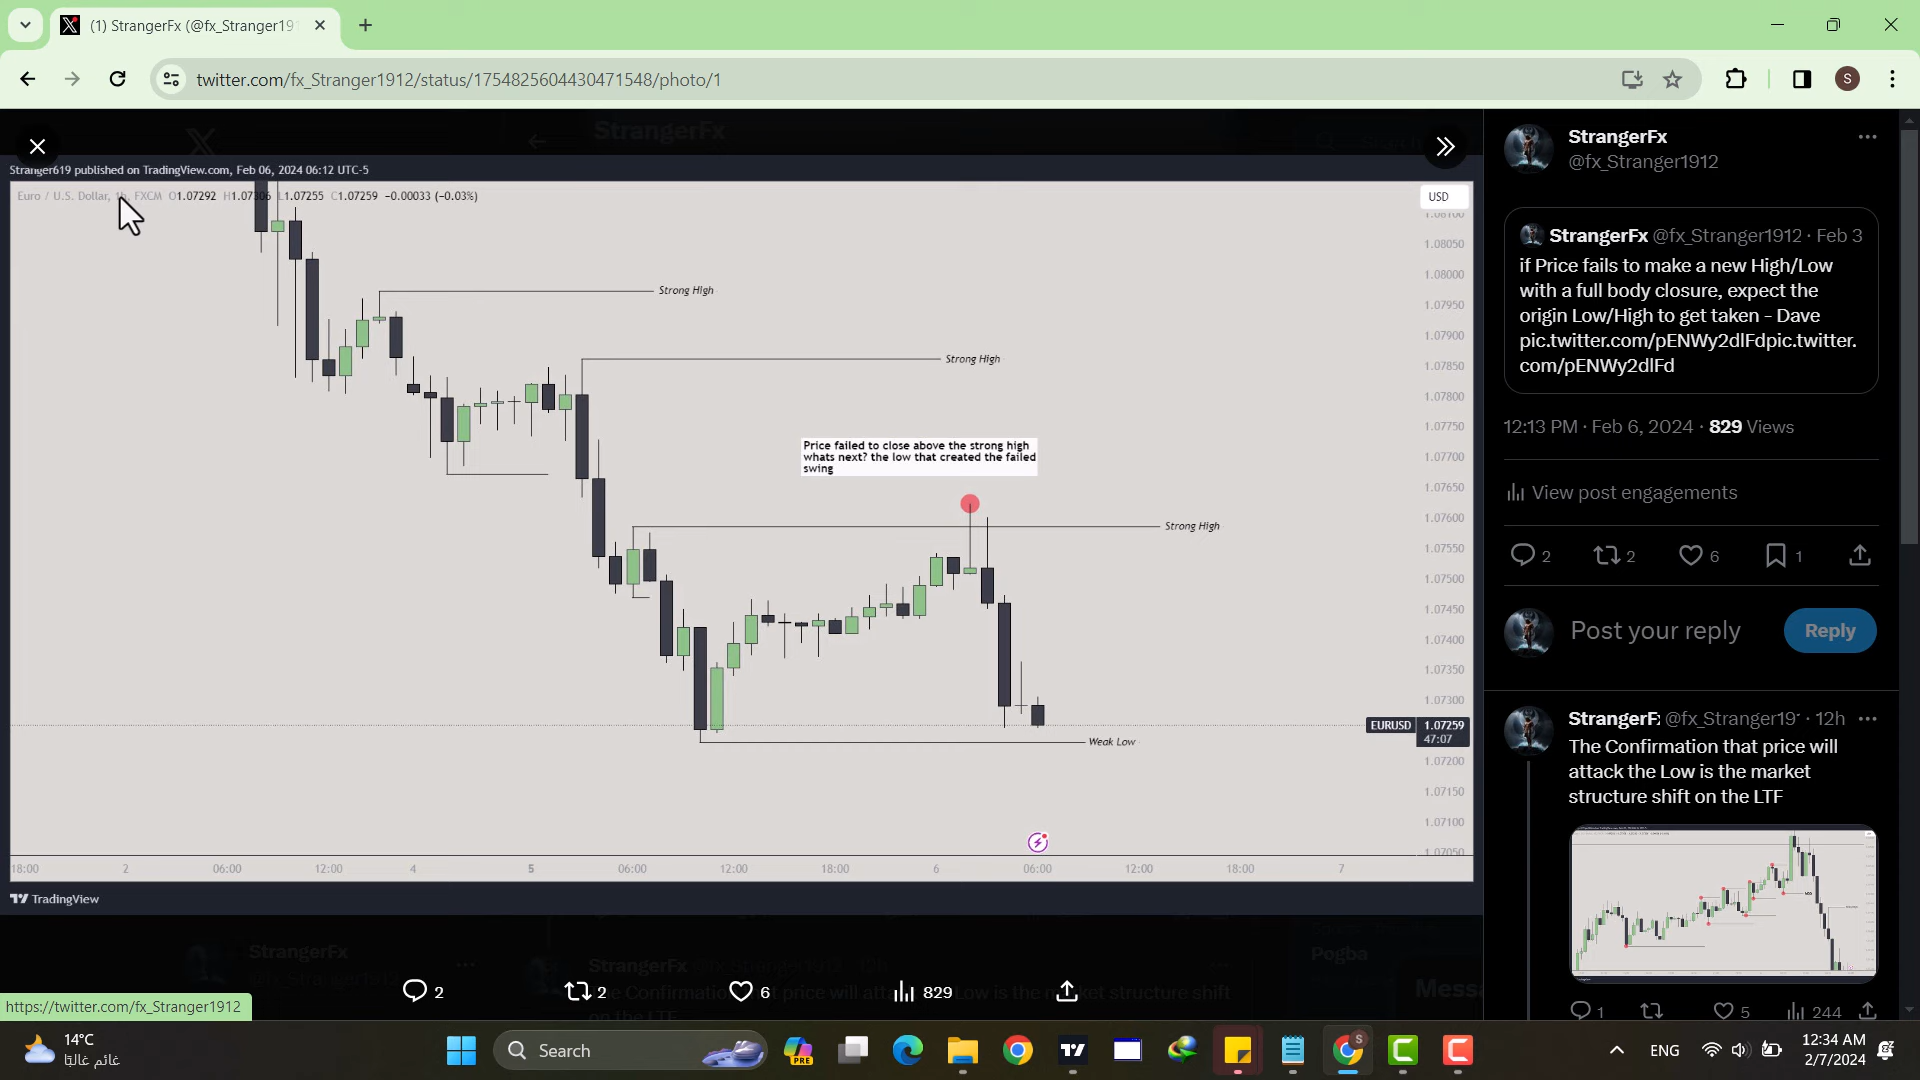 (1) StrangerFx (@fx_Stranger19
twitter.com/fx_Stranger1912/status/1754825604430471548/photo/1
S
StrangerFx
Stranger619 published on TradingView.com, Feb 06, 2024 06:12 UTC-5
Euro / U.S. Dollar, 1h, FXCM O1.07292 H1.07306 L1.07255 C1.07259 −0.00033 (−0.03%)
USD
1.08100
1.08050
1.08000
1.07950
1.07900
1.07850
1.07800
1.07750
1.07700
1.07650
1.07600
1.07550
1.07500
1.07450
1.07400
1.07350
1.07300
EURUSD 1.07259
47:07
1.07200
1.07150
1.07100
1.07050
Strong High
Strong High
Price failed to close above the strong high
whats next? the low that created the failed
swing
Strong High
Weak Low
18:00 2 06:00 12:00 4 5 06:00 12:00 18:00 6 06:00 12:00 18:00 7
TradingView
StrangerFx
StrangerFx
Pogba
2 2 6 829
https://twitter.com/fx_Stranger1912
StrangerFx
@fx_Stranger1912
StrangerFx @fx_Stranger1912 · Feb 3
if Price fails to make a new High/Low
with a full body closure, expect the
origin Low/High to get taken - Dave
pic.twitter.com/pENWy2dlFdpic.twitter.
com/pENWy2dlFd
12:13 PM · Feb 6, 2024 · 829 Views
View post engagements
2 2 6 1
Post your reply
Reply
StrangerF @fx_Stranger19 · 12h
The Confirmation that price will
attack the Low is the market
structure shift on the LTF
1 5 244
14°C
غائم غالبًا
Search
PRE
ENG
12:34 AM
2/7/2024